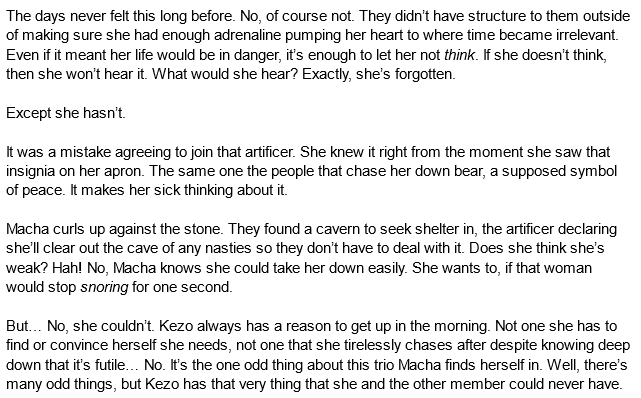 The days never felt this long before. No, of course not. They didn’t have structure to them outside
of making sure she had enough adrenaline pumping her heart to where time became irrelevant.
Even if it meant her life would be in danger, it’s enough to let her not think. If she doesn’t think,
then she won’t hear it. What would she hear? Exactly, she’s forgotten.

Except she hasn’t.

It was a mistake agreeing to join that artificer. She knew it right from the moment she saw that
insignia on her apron. The same one the people that chase her down bear, a supposed symbol
of peace. It makes her sick thinking about it.

Macha curls up against the stone. They found a cavern to seek shelter in, the artificer declaring
she’ll clear out the cave of any nasties so they don’t have to deal with it. Does she think she’s
weak? Hah! No, Macha knows she could take her down easily. She wants to, if that woman
would stop snoring for one second.

But… No, she couldn’t. Kezo always has a reason to get up in the morning. Not one she has to
find or convince herself she needs, not one that she tirelessly chases after despite knowing deep
down that it’s futile… No. It’s the one odd thing about this trio Macha finds herself in. Well, there’s
many odd things, but Kezo has that very thing that she and the other member could never have.